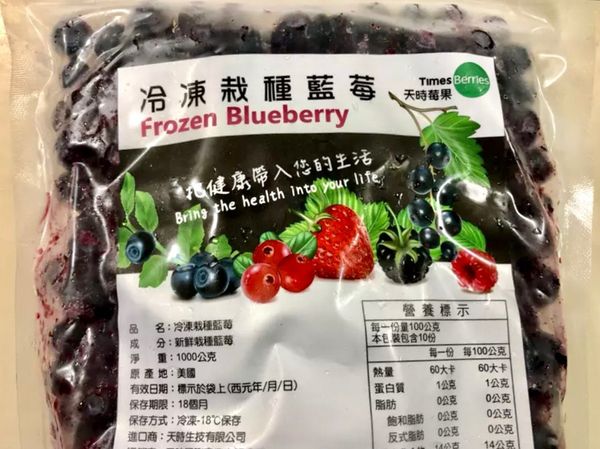 冷凍栽種藍莓
Frozen Blueberry
Times Berries
天時莓果
把健康帶入您的生活
Bring the health into your life
品　名：冷凍栽種藍莓
成　分：新鮮栽種藍莓
淨　重：1000公克
原 產 地：美國
有效日期：標示於袋上(西元年/月/日)
保存期限：18個月
保存方式：冷凍-18℃保存
進口商：天時生技有限公司
營養標示
每一份量100公克
本包裝包含10份
每一份 每100公克
熱量 60大卡 60大卡
蛋白質 1公克 1公克
脂肪 0公克 0公克
飽和脂肪 0公克 0公克
反式脂肪 0公克 0公克
14公克 14公克